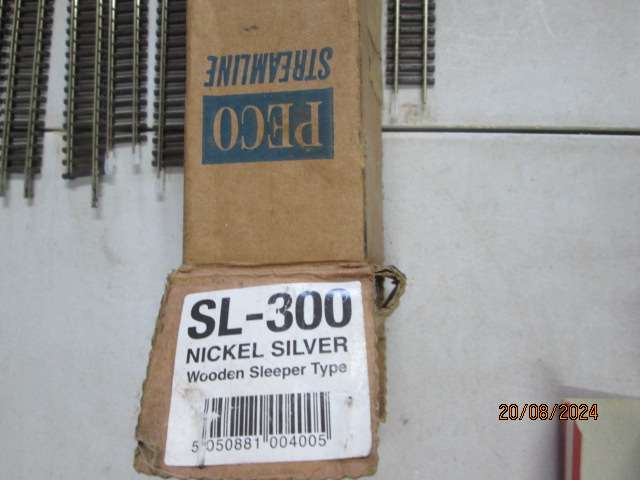 STREAMLINE
PECO
SL-300
NICKEL SILVER
Wooden Sleeper Type
5 050881 004005
20/08/2024